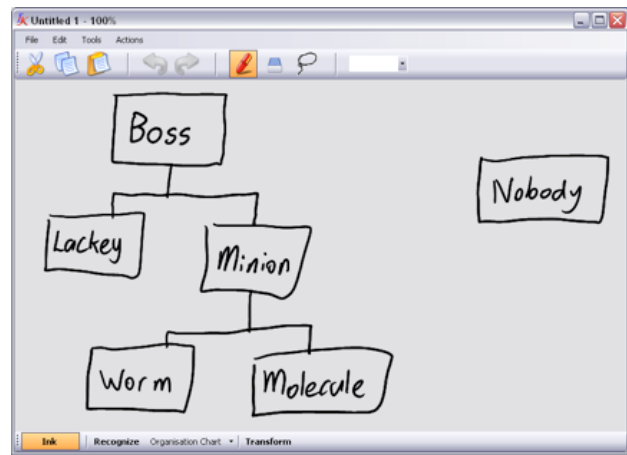 Untitled 1 - 100%
File Edit Tools Actions
Boss
Nobody
Lackey
Minion
Worm
Molecule
Ink Recognize Organisation Chart Transform